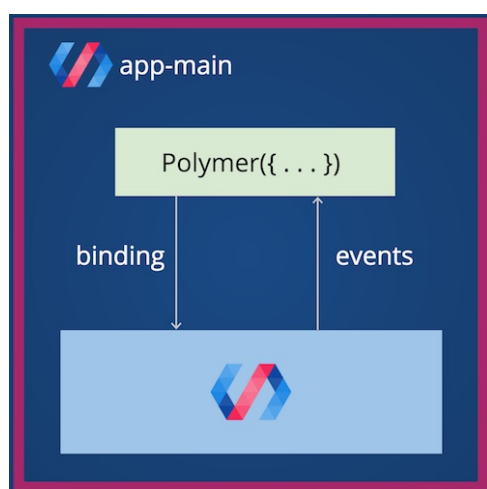 app-main
Polymer({ . . . })
binding
events